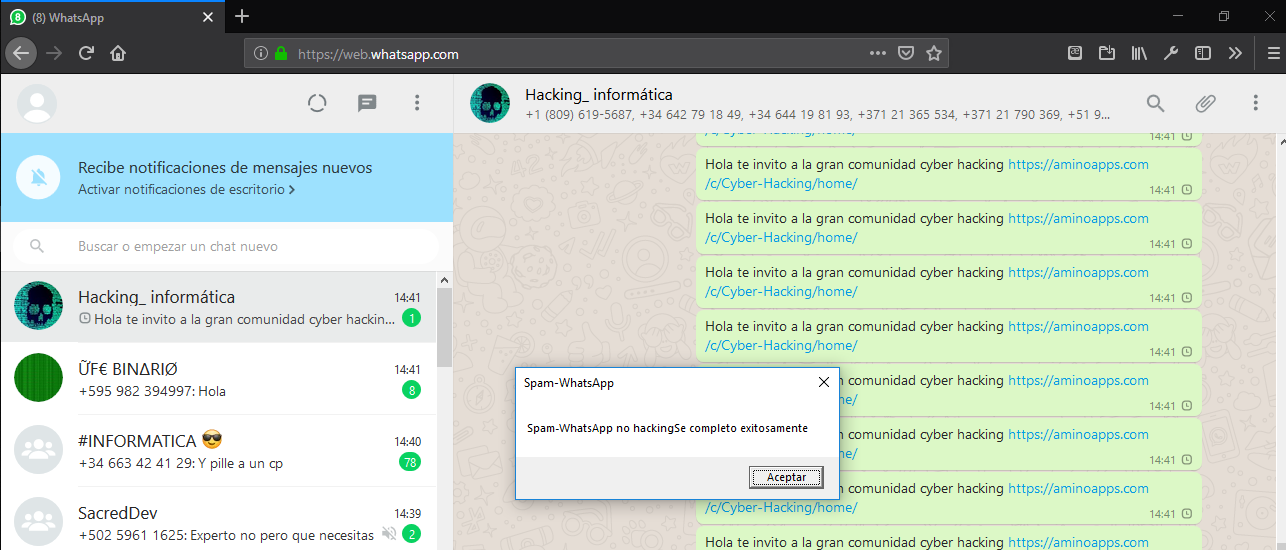 (8) WhatsApp
https://web.whatsapp.com
Hacking_ informática
+1 (809) 619-5687, +34 642 79 18 49, +34 644 19 81 93, +371 21 365 534, +371 21 790 369, +51 9...
Recibe notificaciones de mensajes nuevos
Activar notificaciones de escritorio
Buscar o empezar un chat nuevo
Hacking_ informática
14:41
Hola te invito a la gran comunidad cyber hackin...
1
14:41
+595 982 394997: Hola
8
#INFORMATICA 😎
14:40
+34 663 42 41 29: Y pille a un cp
78
SacredDev
14:39
+502 5961 1625: Experto no pero que necesitas
2
/c/Cyber-Hacking/home/
14:41
Hola te invito a la gran comunidad cyber hacking https://aminoapps.com
/c/Cyber-Hacking/home/
14:41
Hola te invito a la gran comunidad cyber hacking https://aminoapps.com
/c/Cyber-Hacking/home/
14:41
Hola te invito a la gran comunidad cyber hacking https://aminoapps.com
/c/Cyber-Hacking/home/
14:41
Hola te invito a la gran comunidad cyber hacking https://aminoapps.com
/c/Cyber-Hacking/home/
14:41
gran comunidad cyber hacking https://aminoapps.com
me/
14:41
gran comunidad cyber hacking https://aminoapps.com
me/
14:41
gran comunidad cyber hacking https://aminoapps.com
/c/Cyber-Hacking/home/
14:41
Hola te invito a la gran comunidad cyber hacking https://aminoapps.com
Spam-WhatsApp
Spam-WhatsApp no hackingSe completo exitosamente
Aceptar